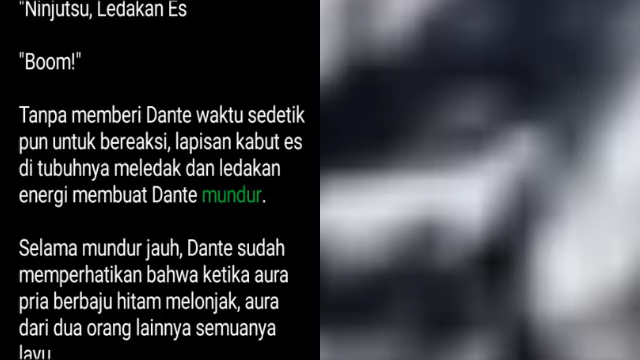 "Ninjutsu, Ledakan Es
"Boom!"
Tanpa memberi Dante waktu sedetik
pun untuk bereaksi, lapisan kabut es
di tubuhnya meledak dan ledakan
energi membuat Dante mundur.
Selama mundur jauh, Dante sudah
memperhatikan bahwa ketika aura
pria berbaju hitam melonjak, aura
dari dua orang lainnya semuanya
layu